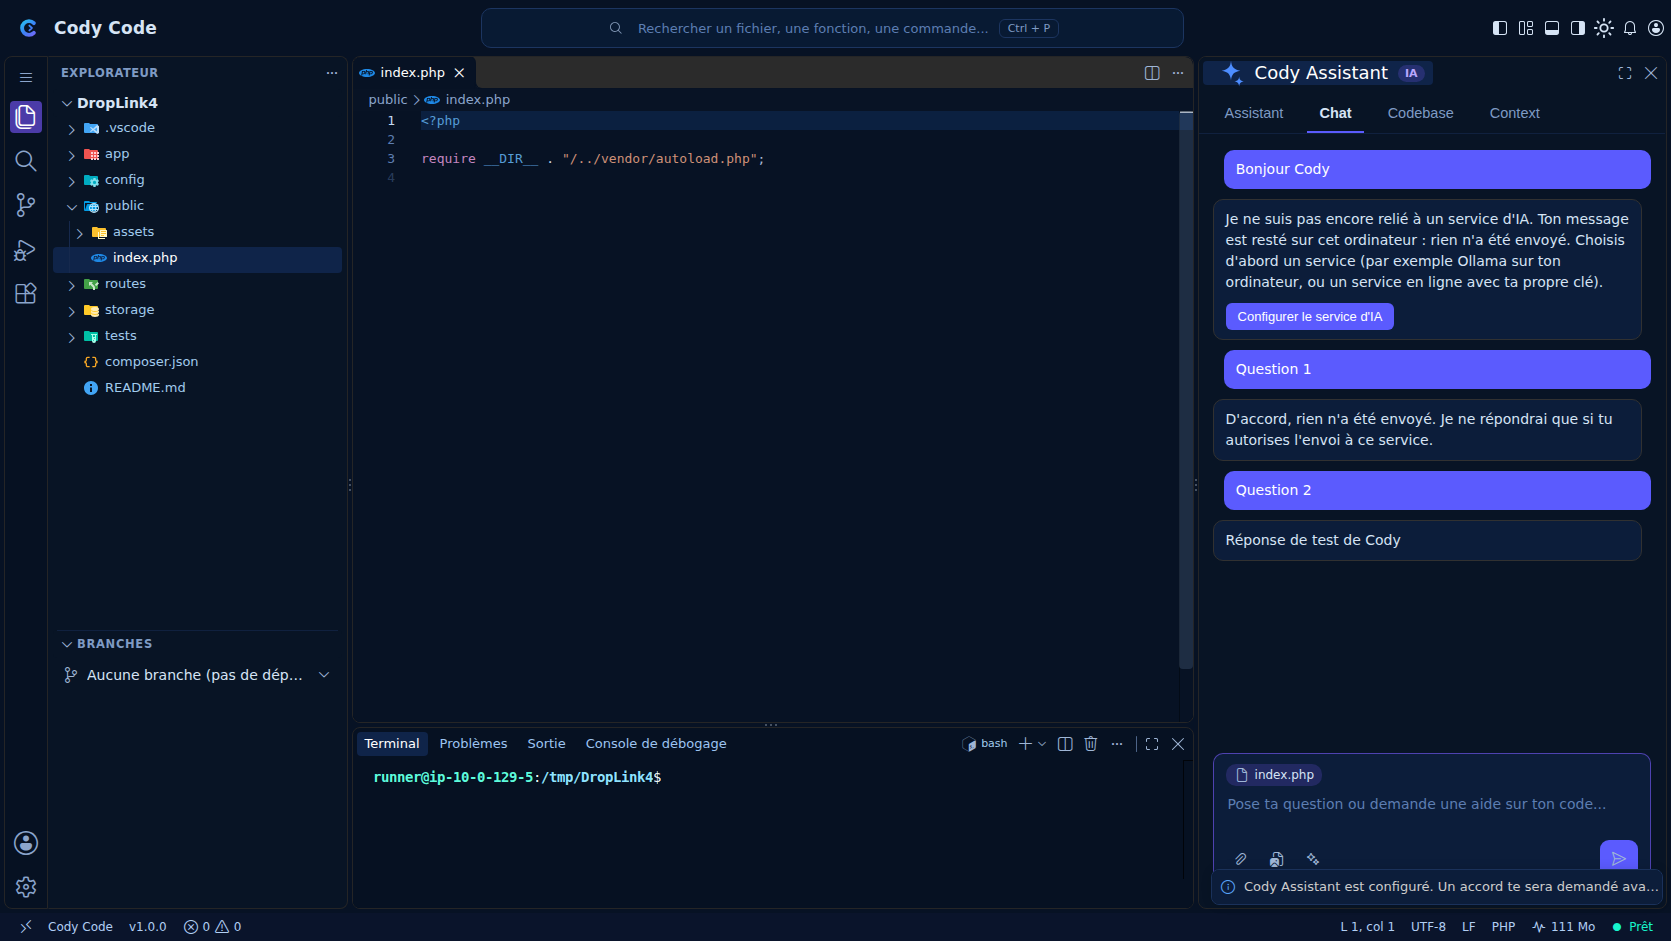 Cody Code
Rechercher un fichier, une fonction, une commande... Ctrl + P
EXPLORATEUR
DropLink4
.vscode
app
config
public
assets
index.php
routes
storage
tests
composer.json
README.md
BRANCHES
Aucune branche (pas de dép...
index.php
public index.php
1 <?php
2
3 require __DIR__ . "/../vendor/autoload.php";
4
Terminal Problèmes Sortie Console de débogage bash
runner@ip-10-0-129-5:/tmp/DropLink4$
Cody Assistant IA
Assistant Chat Codebase Context
Bonjour Cody
Je ne suis pas encore relié à un service d'IA. Ton message
est resté sur cet ordinateur : rien n'a été envoyé. Choisis
d'abord un service (par exemple Ollama sur ton
ordinateur, ou un service en ligne avec ta propre clé).
Configurer le service d'IA
Question 1
D'accord, rien n'a été envoyé. Je ne répondrai que si tu
autorises l'envoi à ce service.
Question 2
Réponse de test de Cody
index.php
Pose ta question ou demande une aide sur ton code...
Cody Assistant est configuré. Un accord te sera demandé ava...
Cody Code v1.0.0 0 0 L 1, col 1 UTF-8 LF PHP 111 Mo Prêt